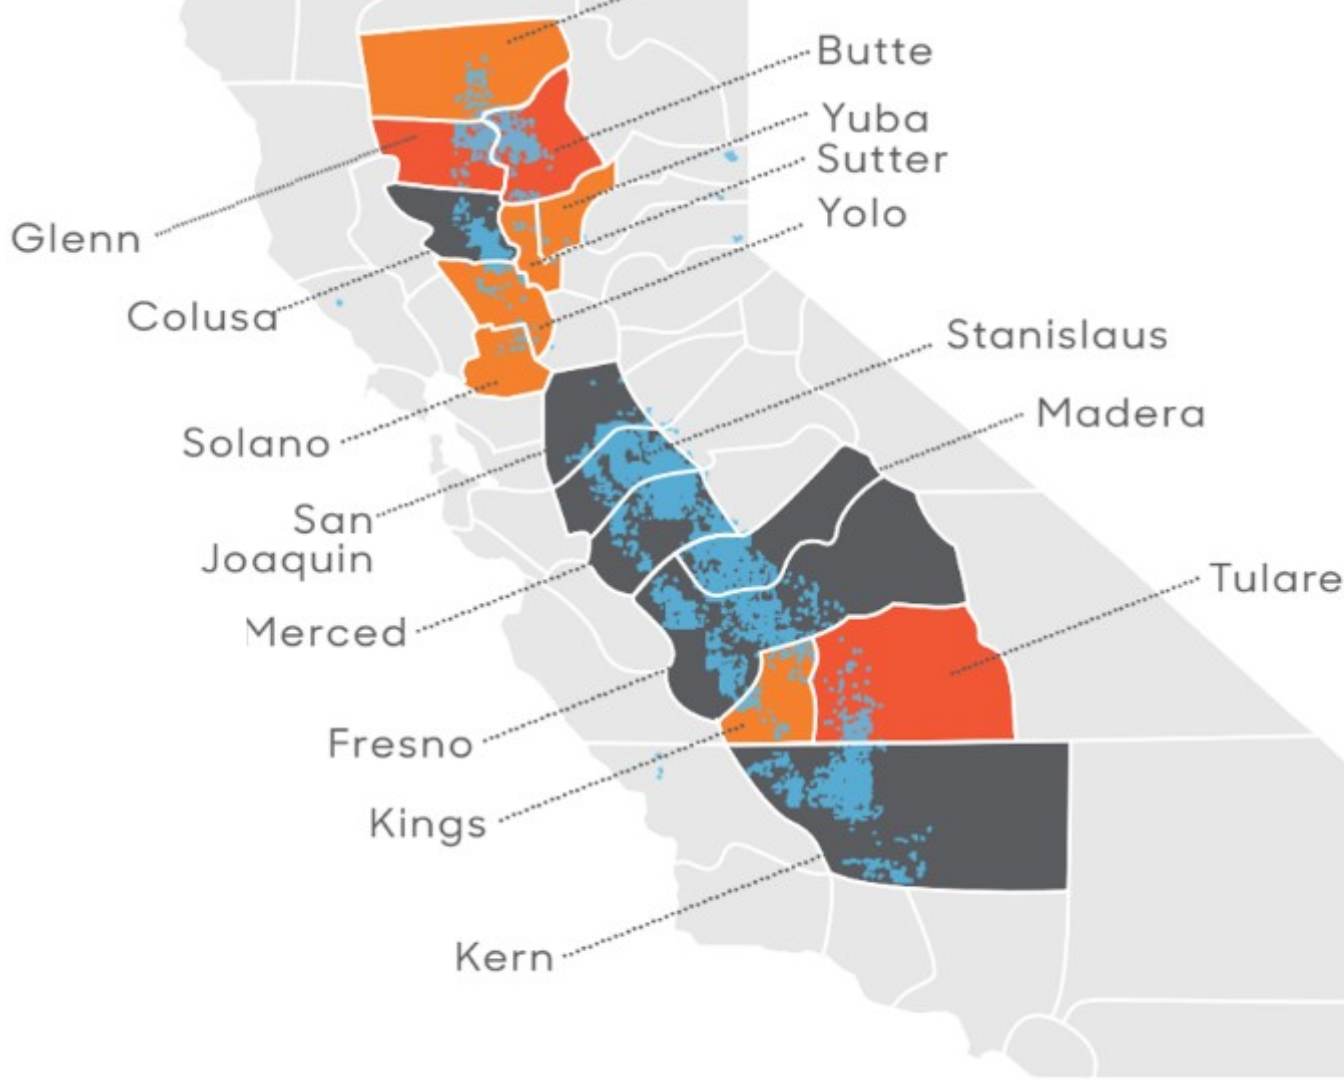 Butte
Yuba
Sutter
Yolo
Glenn
Colusa
Stanislaus
Madera
Solano
San
Joaquin
Tulare
Merced
Fresno
Kings
Kern